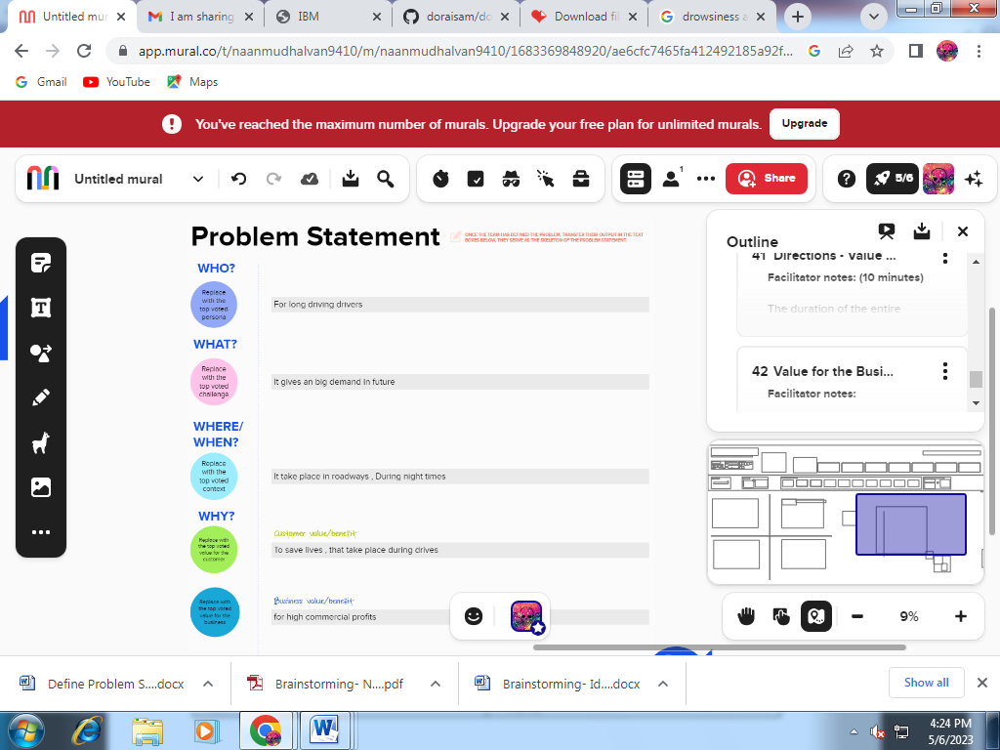 Untitled mur
I am sharing
IBM
doraisam/do
Download fil
drowsiness a
app.mural.co/t/naanmudhalvan9410/m/naanmudhalvan9410/1683369848920/ae6cfc7465fa412492185a92f...
Gmail
YouTube
Maps
You've reached the maximum number of murals. Upgrade your free plan for unlimited murals.
Upgrade
Untitled mural
1
Share
5/6
Problem Statement
ONCE THE TEAM HAS DEFINED THE PROBLEM, TRANSFER THEIR OUTPUT IN THE TEXT
BOXES BELOW. THEY SERVE AS THE SKELETON OF THE PROBLEM STATEMENT.
WHO?
Replace
with the
top voted
persona
For long driving drivers
WHAT?
Replace
with the
top voted
challenge
It gives an big demand in future
WHERE/
WHEN?
Replace
with the
top voted
context
It take place in roadways , During night times
WHY?
Replace with
the top voted
value for the
customer
Customer value/benefit:
To save lives , that take place during drives
Replace with
the top voted
value for the
business
Business value/benefit:
for high commercial profits
Outline
41 Directions - Value ...
Facilitator notes: (10 minutes)
The duration of the entire
42 Value for the Busi...
Facilitator notes:
9%
Define Problem S....docx
Brainstorming- N....pdf
Brainstorming- Id....docx
Show all
4:24 PM
5/6/2023